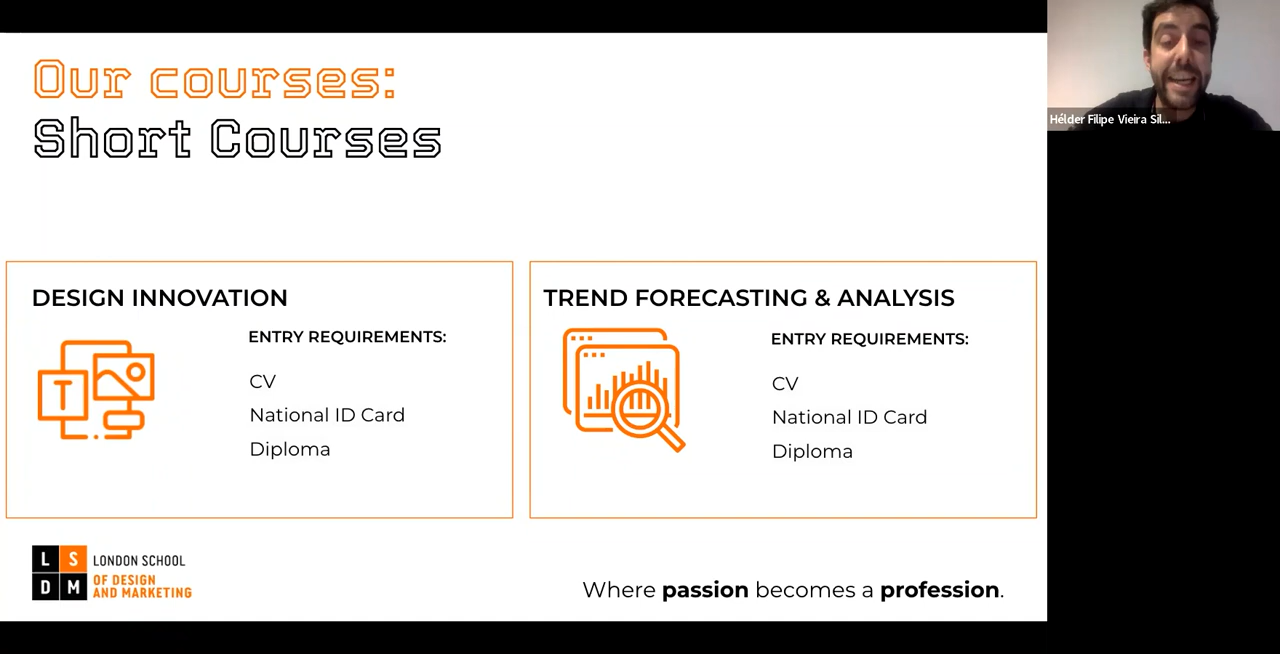 Our courses:
Short Courses
DESIGN INNOVATION
ENTRY REQUIREMENTS:
CV
National ID Card
Diploma
T
TREND FORECASTING & ANALYSIS
ENTRY REQUIREMENTS:
CV
National ID Card
Diploma
L S
D M
LONDON SCHOOL
OF DESIGN
AND MARKETING
Where passion becomes a profession.
Hélder Filipe Vieira Sil...